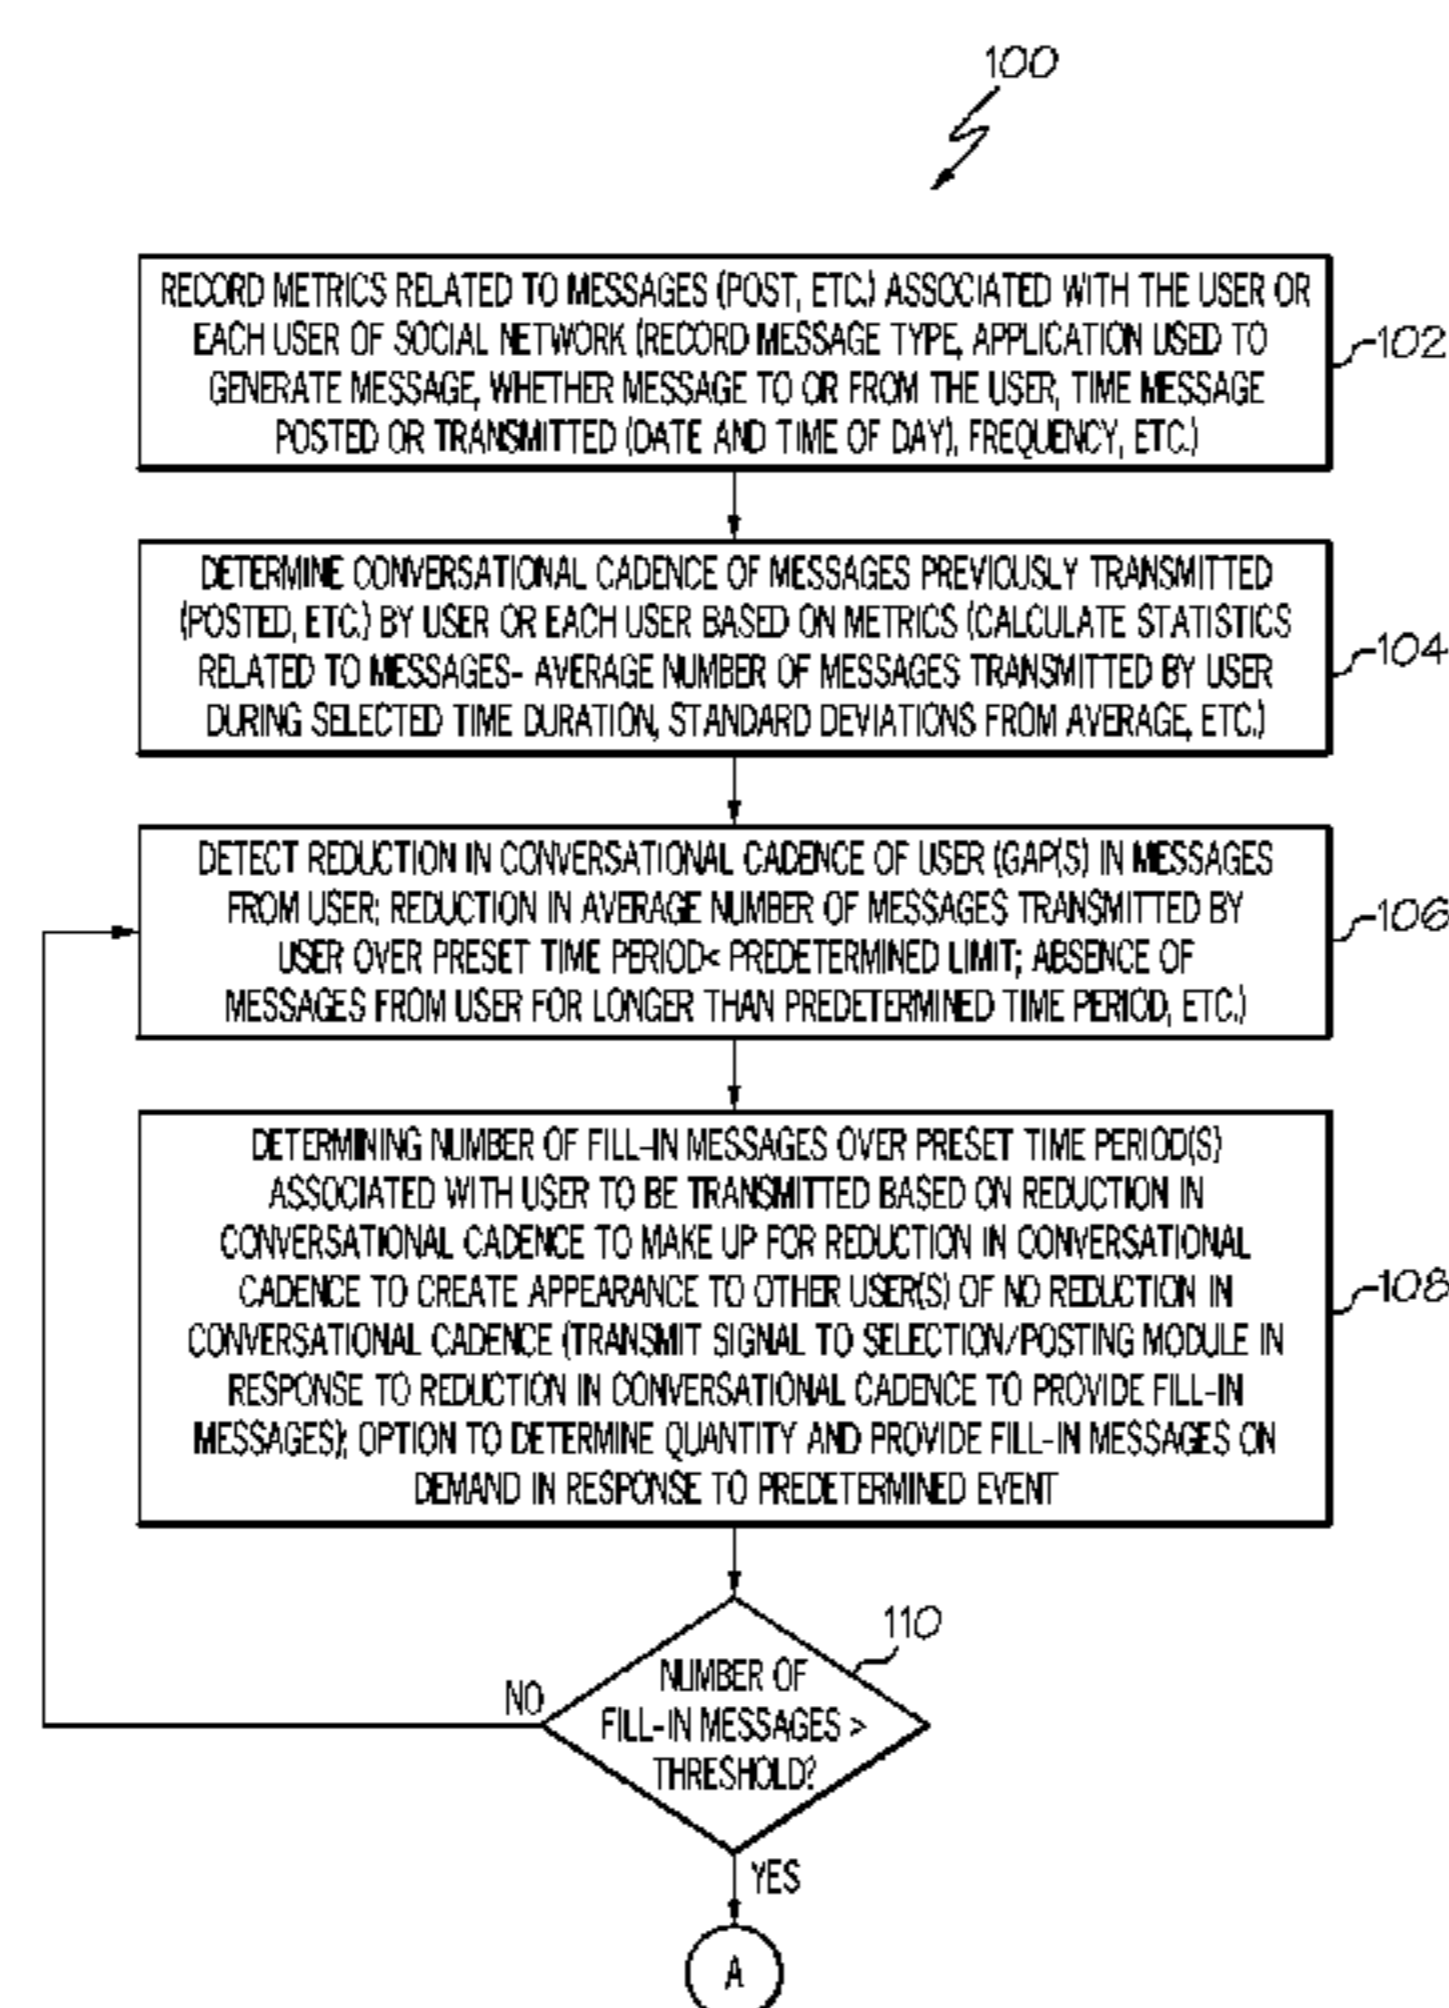 100
RECORD METRICS RELATED TO MESSAGES (POST, ETC.) ASSOCIATED WITH THE USER OR
EACH USER OF SOCIAL NETWORK (RECORD MESSAGE TYPE, APPLICATION USED TO
GENERATE MESSAGE, WHETHER MESSAGE TO OR FROM THE USER, TIME MESSAGE
POSTED OR TRANSMITTED (DATE AND TIME OF DAY), FREQUENCY, ETC.)
102
DETERMINE CONVERSATIONAL CADENCE OF MESSAGES PREVIOUSLY TRANSMITTED
(POSTED, ETC.) BY USER OR EACH USER BASED ON METRICS (CALCULATE STATISTICS
RELATED TO MESSAGES- AVERAGE NUMBER OF MESSAGES TRANSMITTED BY USER
DURING SELECTED TIME DURATION, STANDARD DEVIATIONS FROM AVERAGE, ETC.)
104
DETECT REDUCTION IN CONVERSATIONAL CADENCE OF USER (GAP(S) IN MESSAGES
FROM USER; REDUCTION IN AVERAGE NUMBER OF MESSAGES TRANSMITTED BY
USER OVER PRESET TIME PERIOD< PREDETERMINED LIMIT; ABSENCE OF
MESSAGES FROM USER FOR LONGER THAN PREDETERMINED TIME PERIOD, ETC.)
106
DETERMINING NUMBER OF FILL-IN MESSAGES OVER PRESET TIME PERIOD(S)
ASSOCIATED WITH USER TO BE TRANSMITTED BASED ON REDUCTION IN
CONVERSATIONAL CADENCE TO MAKE UP FOR REDUCTION IN CONVERSATIONAL
CADENCE TO CREATE APPEARANCE TO OTHER USER(S) OF NO REDUCTION IN
CONVERSATIONAL CADENCE (TRANSMIT SIGNAL TO SELECTION/POSTING MODULE IN
RESPONSE TO REDUCTION IN CONVERSATIONAL CADENCE TO PROVIDE FILL-IN
MESSAGES); OPTION TO DETERMINE QUANTITY AND PROVIDE FILL-IN MESSAGES ON
DEMAND IN RESPONSE TO PREDETERMINED EVENT
108
110
NUMBER OF
FILL-IN MESSAGES >
THRESHOLD?
NO
YES
A